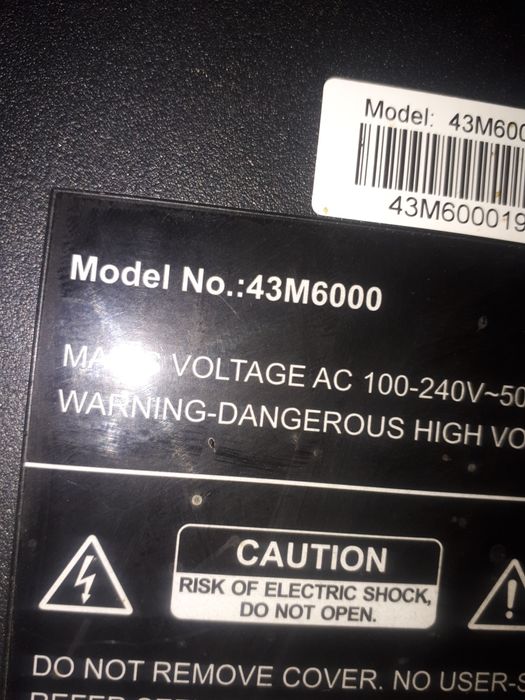 Model: 43M600
43M600019
Model No.:43M6000
VOLTAGE AC 100-240V~50
WARNING-DANGEROUS HIGH VO
CAUTION
RISK OF ELECTRIC SHOCK,
DO NOT OPEN.
DO NOT REMOVE COVER. NO USER-S